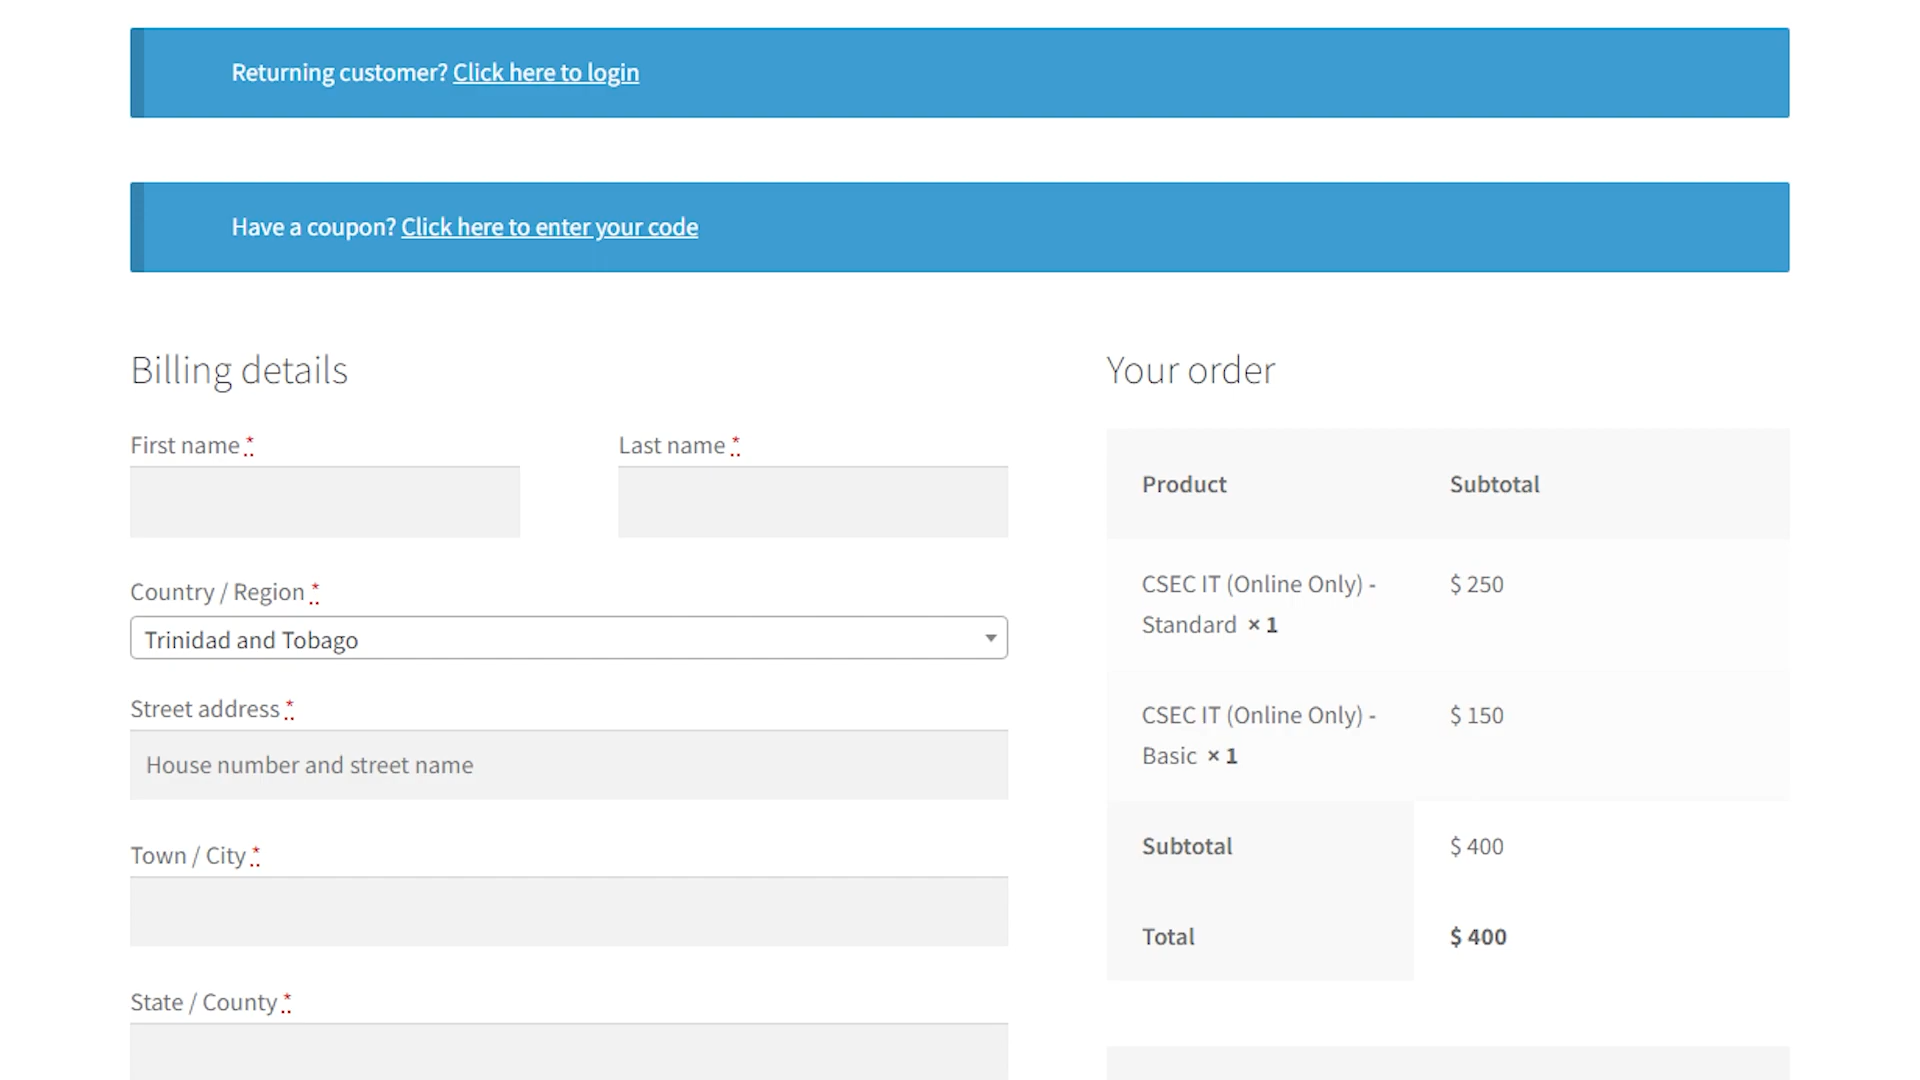 Returning customer? Click here to login
Have a coupon? Click here to enter your code
Billing details
First name *
Last name *
Country / Region *
Trinidad and Tobago
Street address *
House number and street name
Town / City *
State / County *
Your order
Product Subtotal
CSEC IT (Online Only) - $ 250
Standard × 1
CSEC IT (Online Only) - $ 150
Basic × 1
Subtotal $ 400
Total $ 400